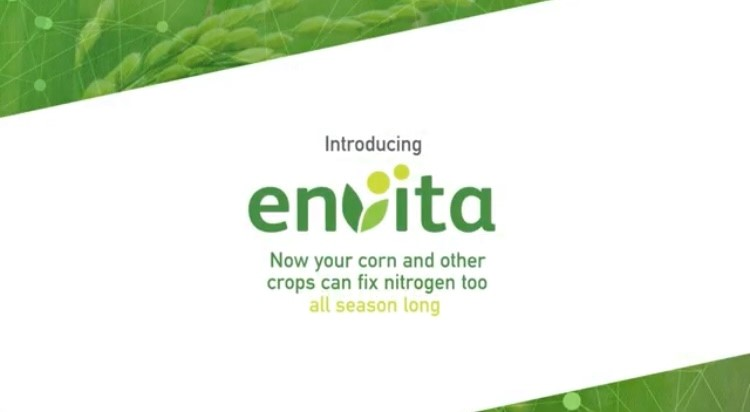 Introducing
envita
Now your corn and other
crops can fix nitrogen too
all season long